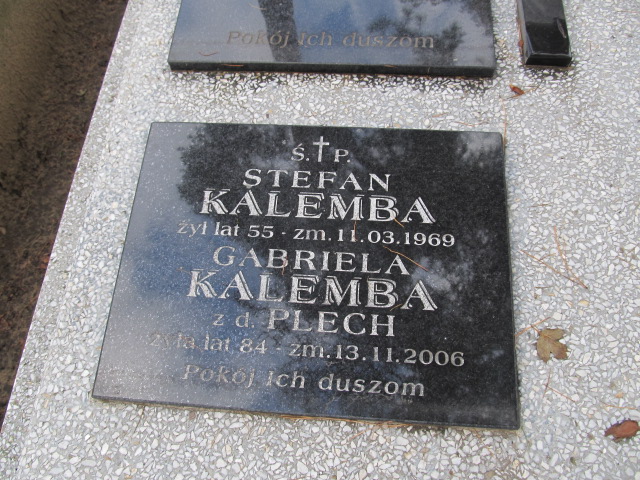 Pokój Ich duszom
Ś.†P.
STEFAN
KALEMBA
żył lat 55 - zm. 11.03.1969
GABRIELA
KALEMBA
z d. PLECH
żyła lat 84 - zm. 13.11.2006
Pokój Ich duszom